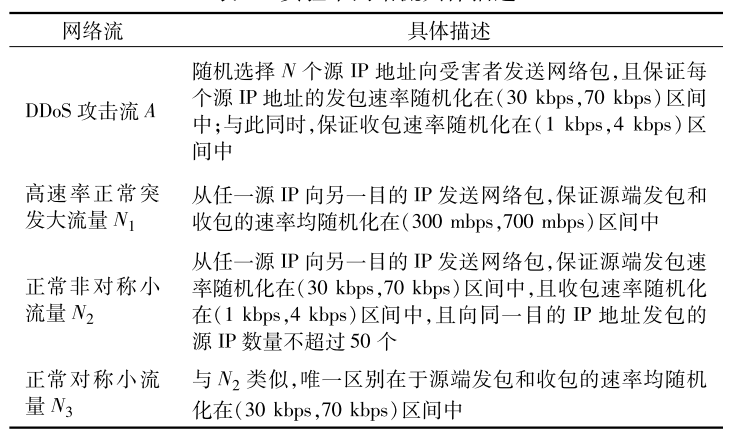 网络流 具体描述
随机选择 N 个源 IP 地址向受害者发送网络包,且保证每
个源 IP 地址的发包速率随机化在(30 kbps,70 kbps)区间
DDoS 攻击流 A
中;与此同时,保证收包速率随机化在(1 kbps,4 kbps)区
间中
高速率正常突 从任一源 IP 向另一目的 IP 发送网络包,保证源端发包和
发大流量 N1 收包的速率均随机化在(300 mbps,700 mbps)区间中
从任一源 IP 向另一目的 IP 发送网络包,保证源端发包速
正常非对称小 率随机化在(30 kbps,70 kbps)区间中,且收包速率随机化
流量 N2 在(1 kbps,4 kbps)区间中,且向同一目的 IP 地址发包的
源 IP 数量不超过 50 个
正常对称小流 与 N2 类似,唯一区别在于源端发包和收包的速率均随机
量 N3 化在(30 kbps,70 kbps)区间中